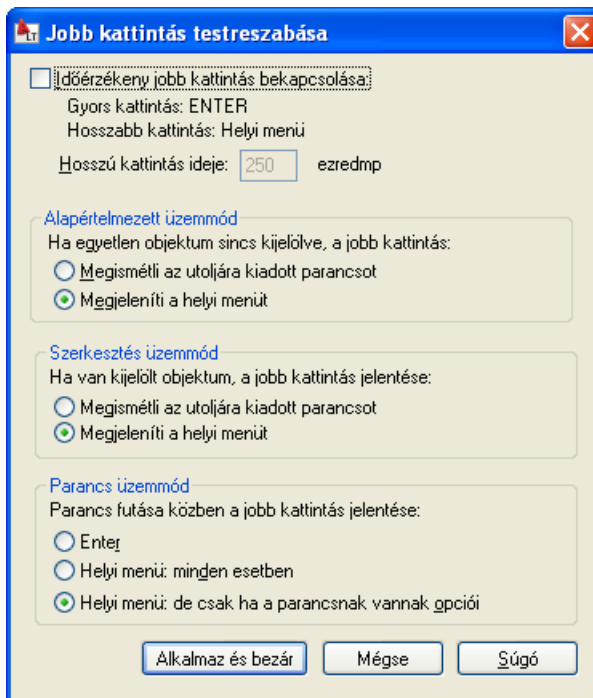 LT Jobb kattintás testreszabása
Időérzékeny jobb kattintás bekapcsolása:
Gyors kattintás: ENTER
Hosszabb kattintás: Helyi menü
Hosszú kattintás ideje: 250 ezredmp
Alapértelmezett üzemmód
Ha egyetlen objektum sincs kijelölve, a jobb kattintás:
Megismétli az utoljára kiadott parancsot
Megjeleníti a helyi menüt
Szerkesztés üzemmód
Ha van kijelölt objektum, a jobb kattintás jelentése:
Megismétli az utoljára kiadott parancsot
Megjeleníti a helyi menüt
Parancs üzemmód
Parancs futása közben a jobb kattintás jelentése:
Enter
Helyi menü: minden esetben
Helyi menü: de csak ha a parancsnak vannak opciói
Alkalmaz és bezár Mégse Súgó